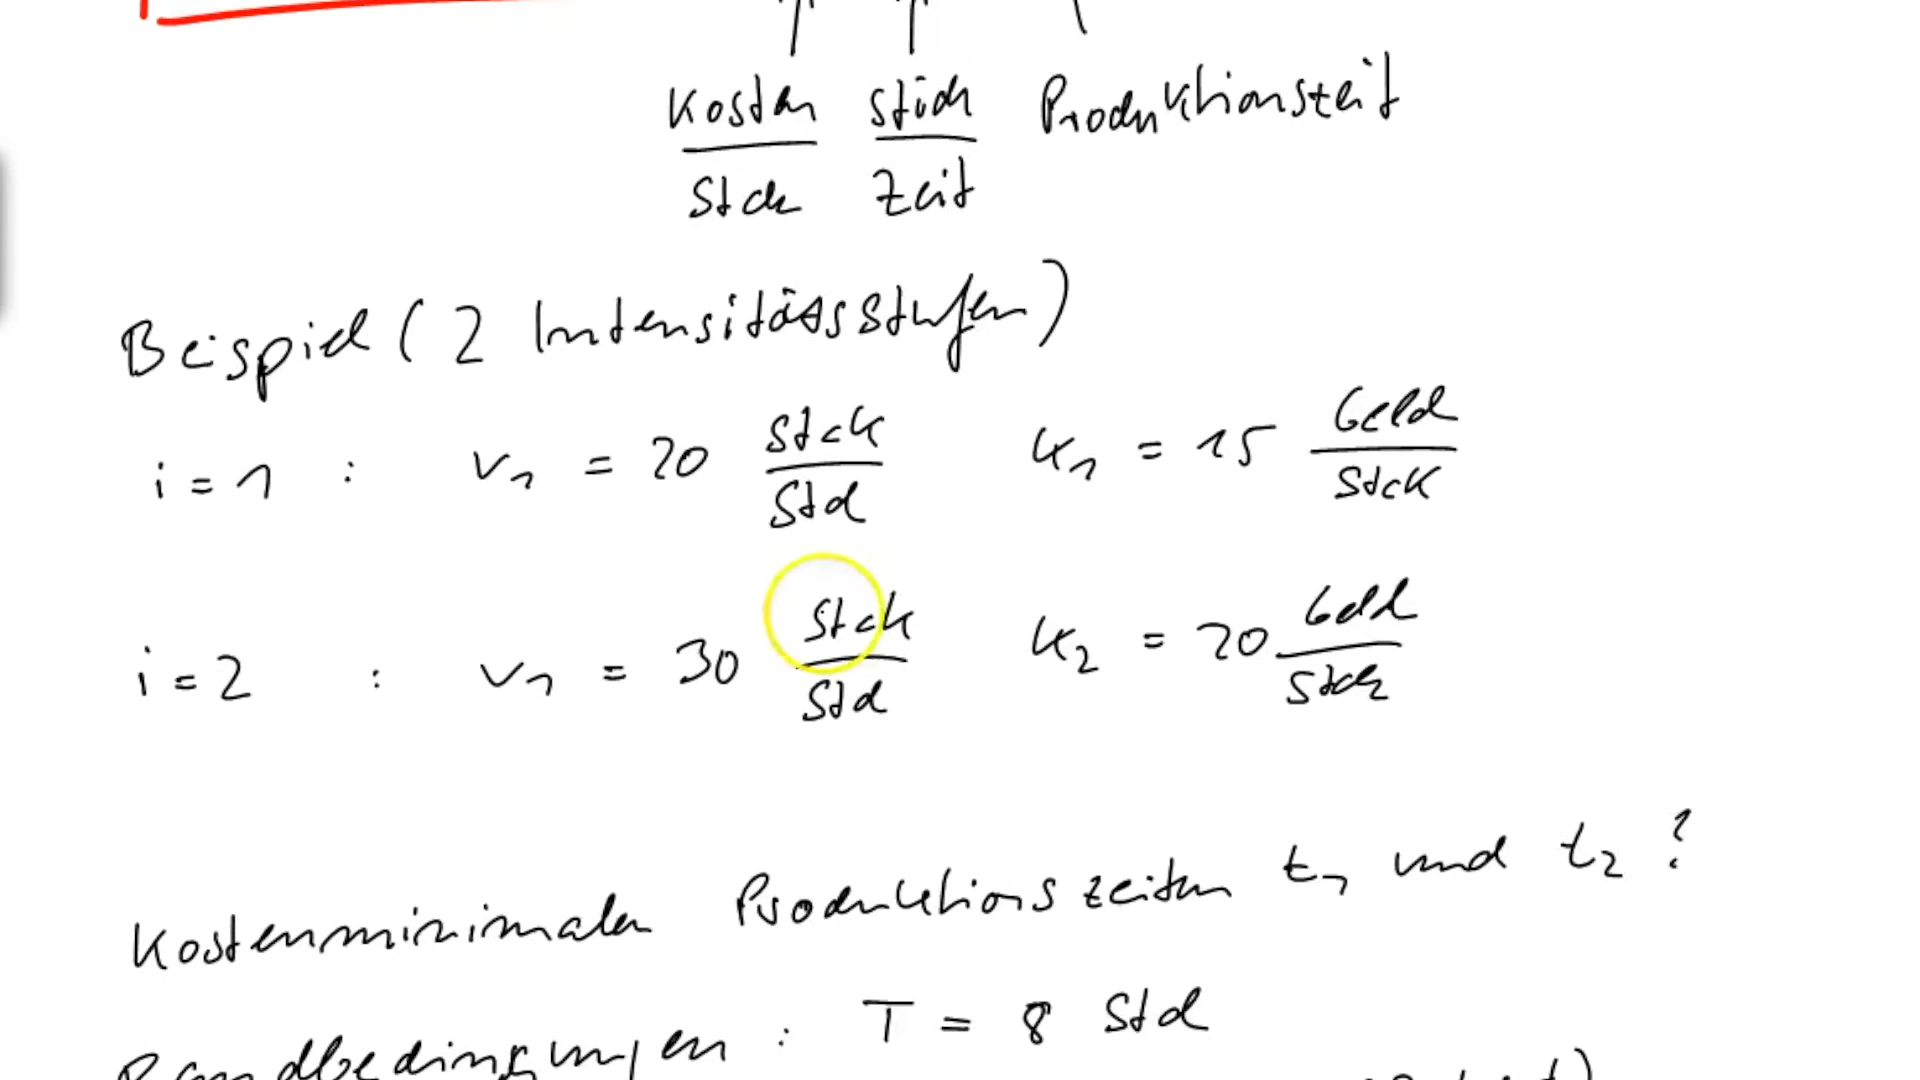 Kosten Stück Produktionszeit
Stck Zeit
Beispiel (2 Intensitätsstufen)
i = 1 : v1 = 20 Stck/Std k1 = 15 Geld/Stck
i = 2 : v1 = 30 Stck/Std k2 = 20 Geld/Stck
Kostenminimalen Produktionszeiten t1 und t2 ?
Randbedingungen : T = 8 Std